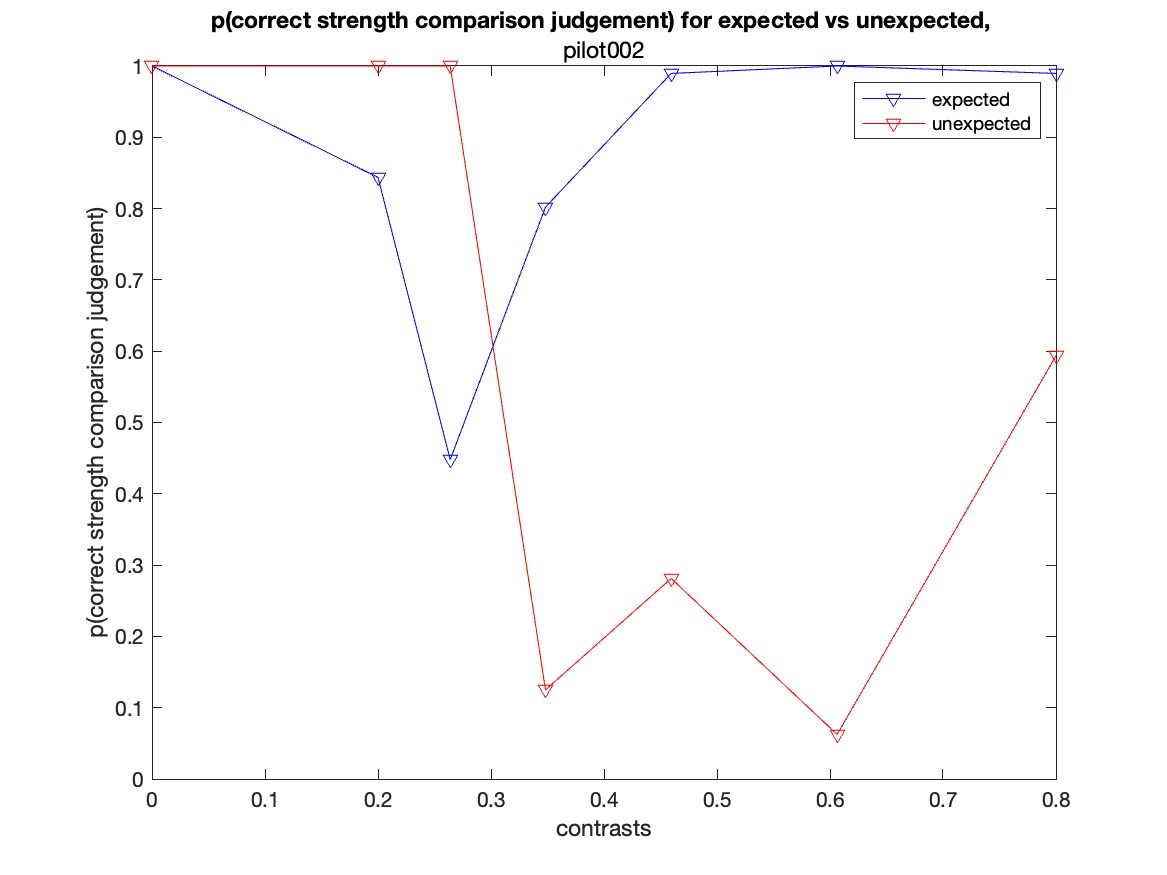 p(correct strength comparison judgement) for expected vs unexpected,
pilot002
expected
unexpected
p(correct strength comparison judgement)
1
0.9
0.8
0.7
0.6
0.5
0.4
0.3
0.2
0.1
0
0 0.1 0.2 0.3 0.4 0.5 0.6 0.7 0.8
contrasts